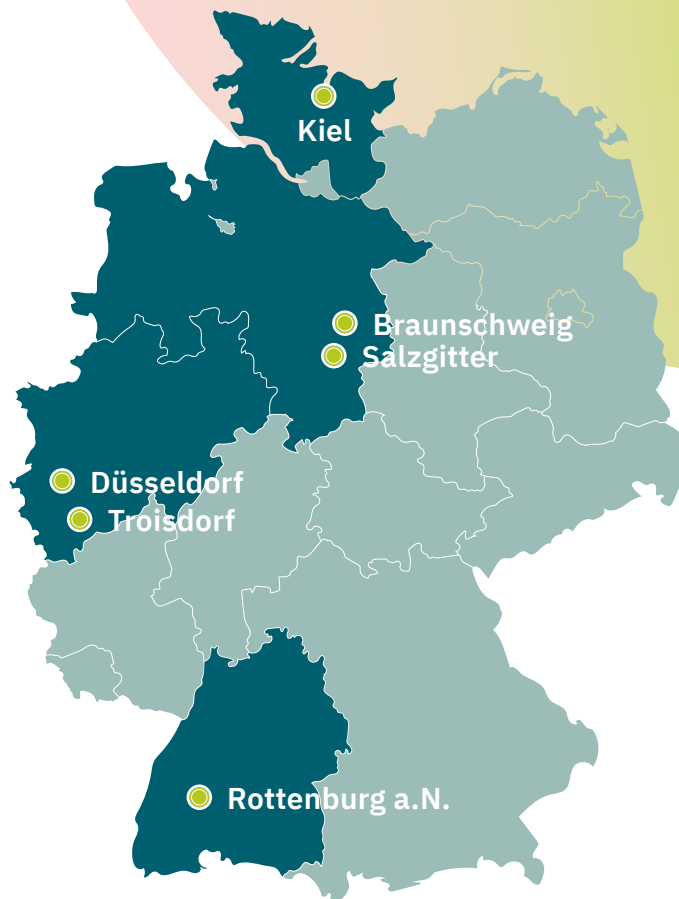 Kiel
Braunschweig
Salzgitter
Düsseldorf
Troisdorf
Rottenburg a.N.